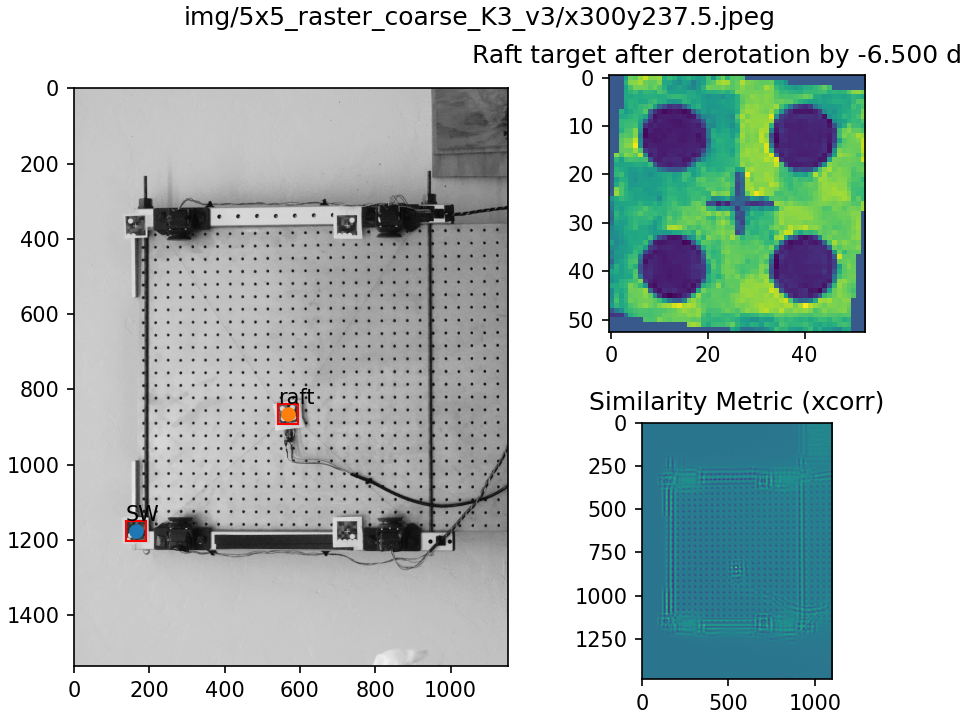 img/5x5_raster_coarse_K3_v3/x300y237.5.jpeg
Raft target after derotation by -6.500 d
0
200
400
600
800
1000
1200
1400
0 200 400 600 800 1000
raft
SW
0
10
20
30
40
50
0 20 40
Similarity Metric (xcorr)
0
250
500
750
1000
1250
0 500 1000